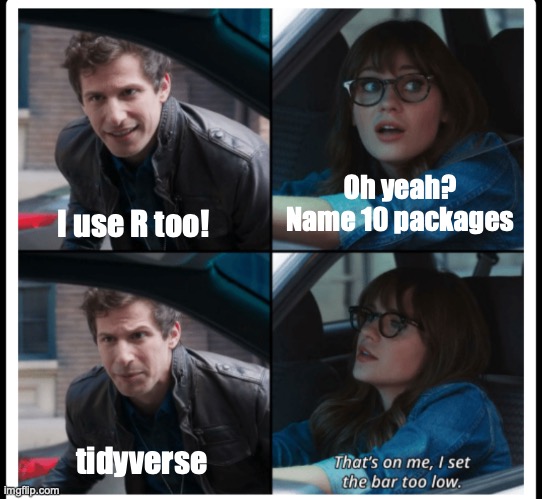 I use R too!
Oh yeah?
Name 10 packages
tidyverse
That's on me, I set
the bar too low.
imgflip.com